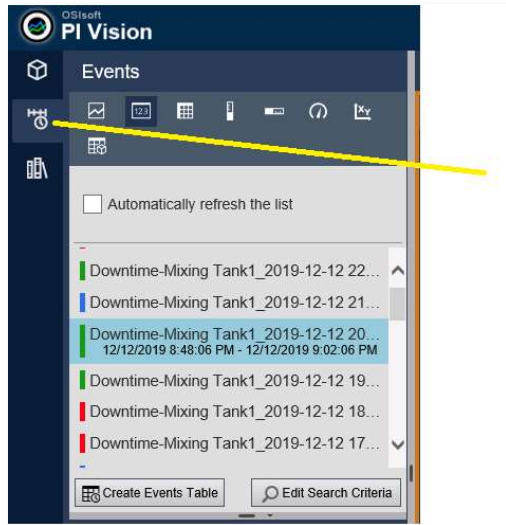 OSIsoft
PI Vision
Events
123
XY
Automatically refresh the list
Downtime-Mixing Tank1_2019-12-12 22...
Downtime-Mixing Tank1_2019-12-12 21...
Downtime-Mixing Tank1_2019-12-12 20...
12/12/2019 8:48:06 PM - 12/12/2019 9:02:06 PM
Downtime-Mixing Tank1_2019-12-12 19...
Downtime-Mixing Tank1_2019-12-12 18...
Downtime-Mixing Tank1_2019-12-12 17...
Create Events Table
Edit Search Criteria